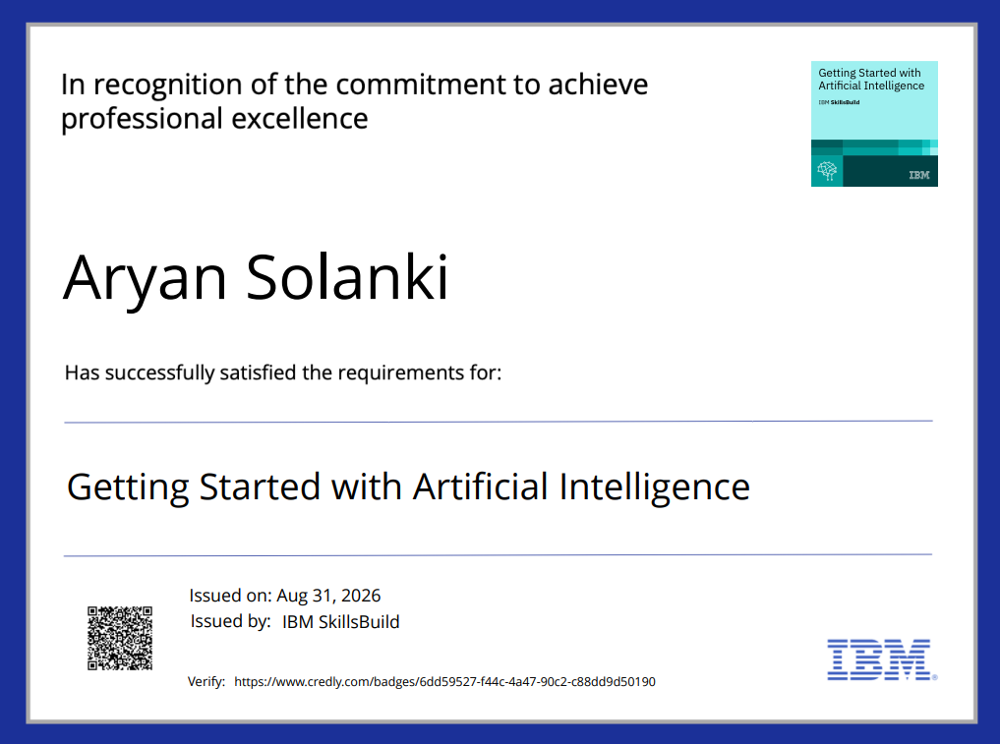 In recognition of the commitment to achieve
professional excellence
Getting Started with
Artificial Intelligence
IBM SkillsBuild
IBM
Aryan Solanki
Has successfully satisfied the requirements for:
Getting Started with Artificial Intelligence
Issued on: Aug 31, 2026
Issued by: IBM SkillsBuild
Verify: https://www.credly.com/badges/6dd59527-f44c-4a47-90c2-c88dd9d50190
IBM®